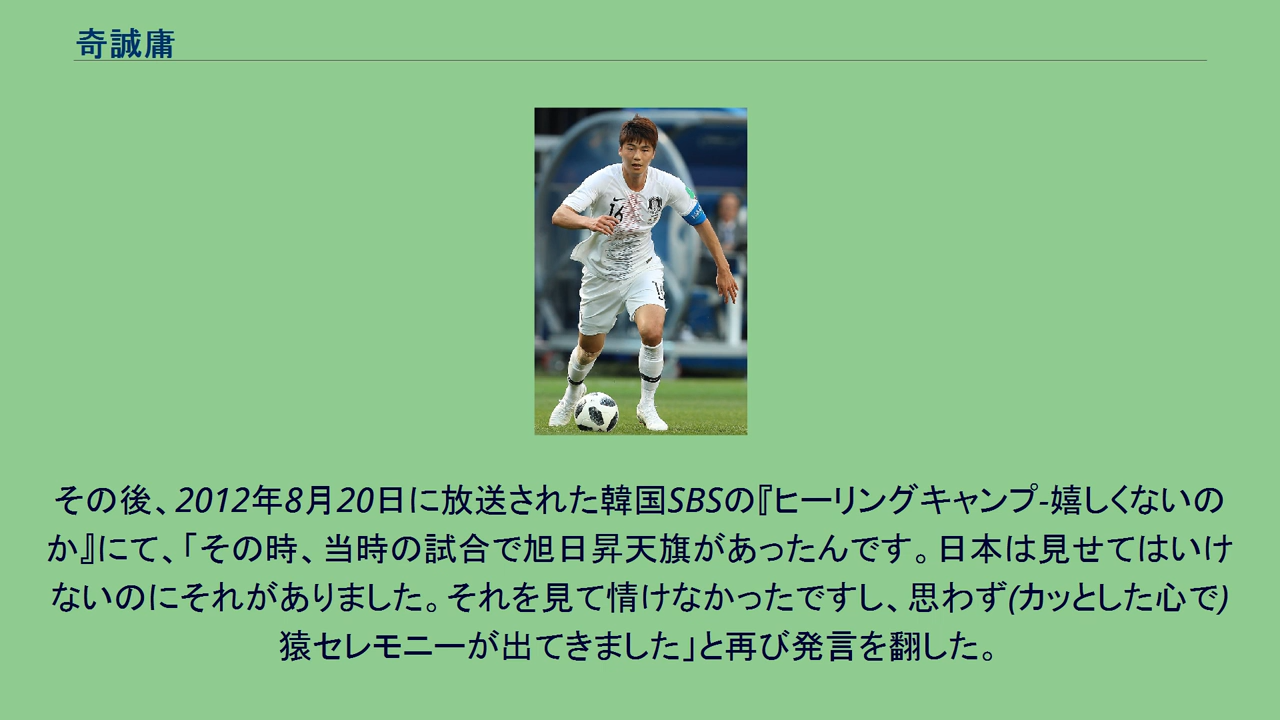 奇誠庸
16
16
その後、2012年8月20日に放送された韓国SBSの『ヒーリングキャンプ-嬉しくないの
か』にて、「その時、当時の試合で旭日昇天旗があったんです。日本は見せてはいけ
ないのにそれがありました。それを見て情けなかったですし、思わず(カッとした心で)
猿セレモニーが出てきました」と再び発言を翻した。